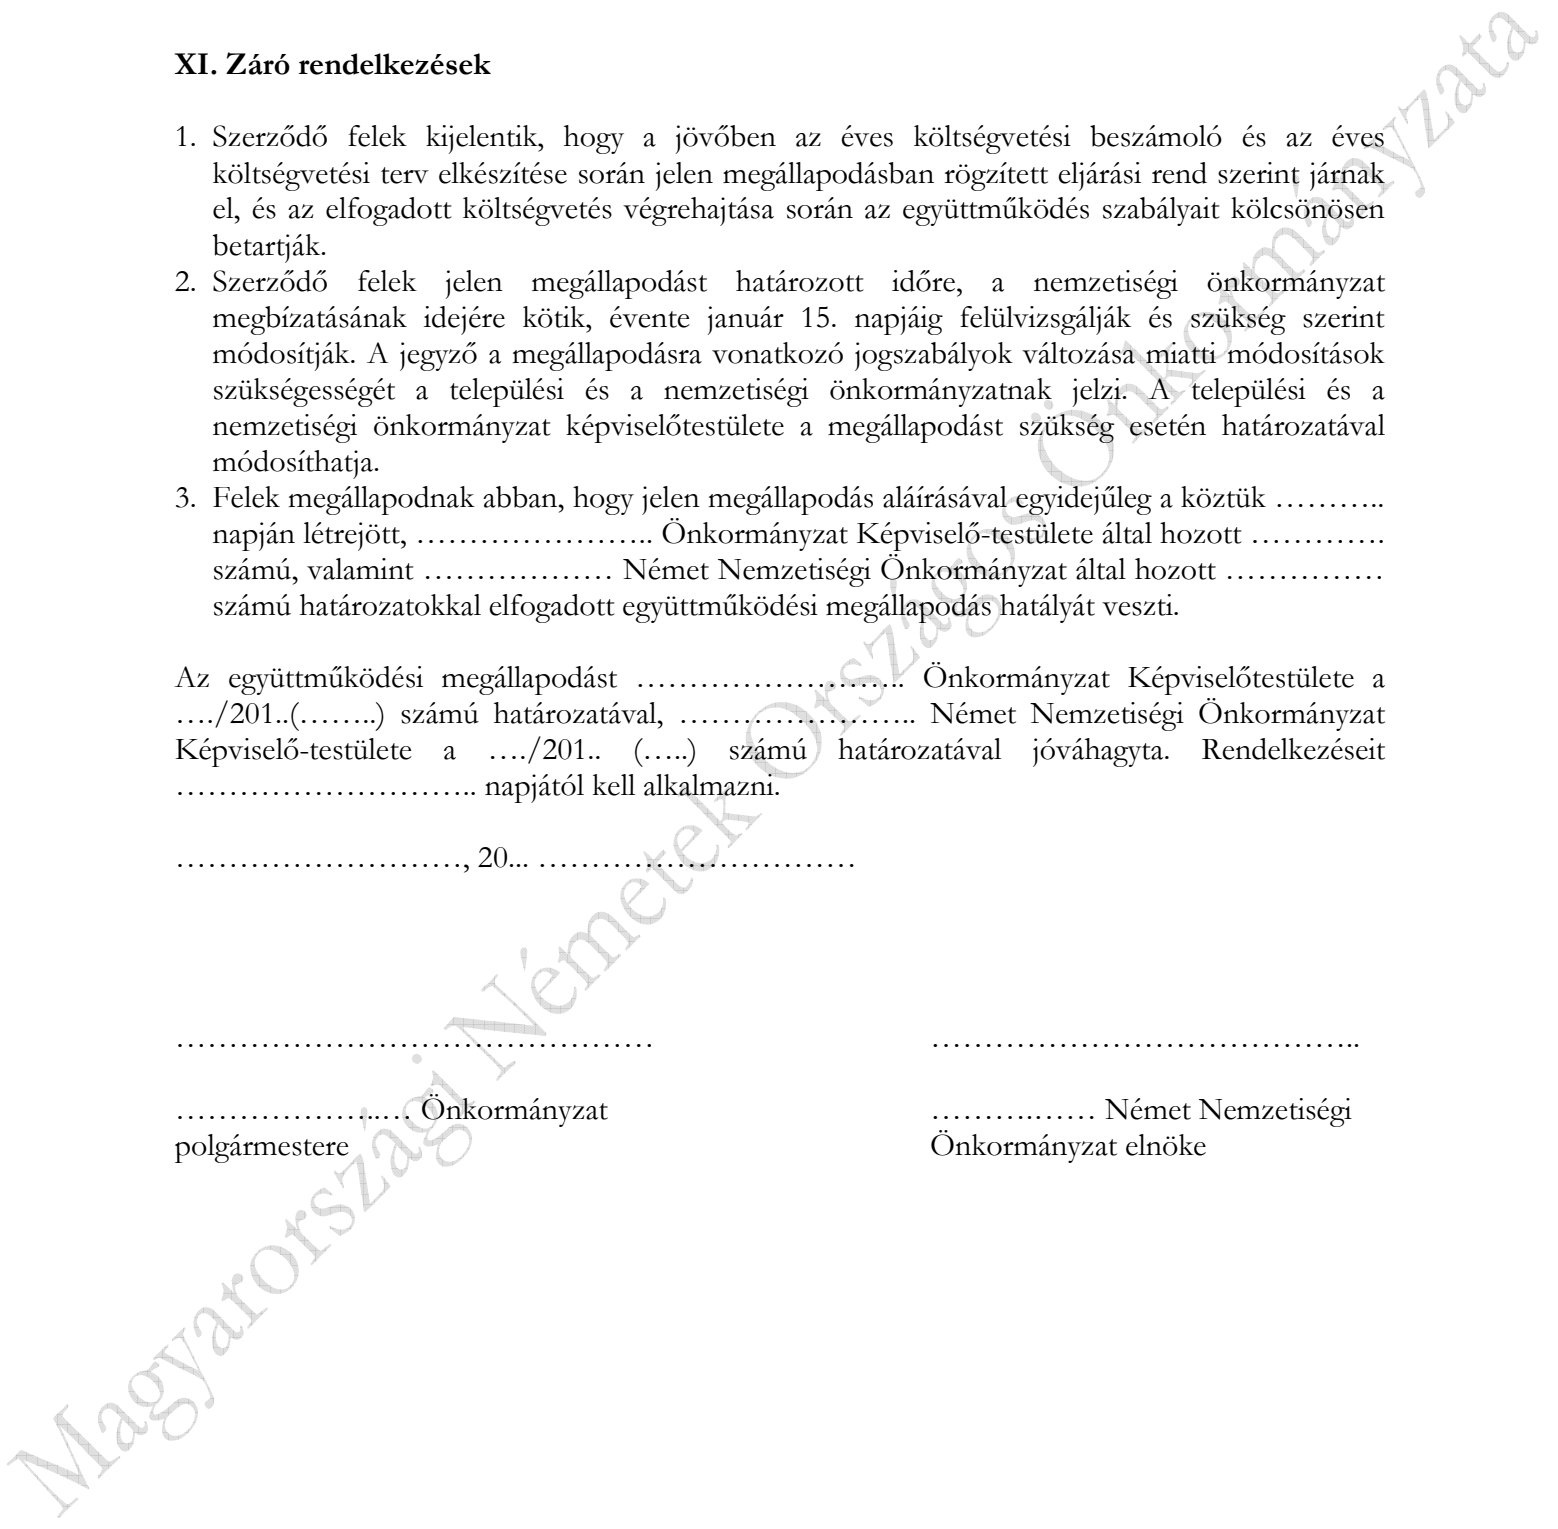 XI. Záró rendelkezések
1. Szerződő felek kijelentik, hogy a jövőben az éves költségvetési beszámoló és az éves
költségvetési terv elkészítése során jelen megállapodásban rögzített eljárási rend szerint járnak
el, és az elfogadott költségvetés végrehajtása során az együttműködés szabályait kölcsönösen
betartják.
2. Szerződő felek jelen megállapodást határozott időre, a nemzetiségi önkormányzat
megbízatásának idejére kötik, évente január 15. napjáig felülvizsgálják és szükség szerint
módosítják. A jegyző a megállapodásra vonatkozó jogszabályok változása miatti módosítások
szükségességét a települési és a nemzetiségi önkormányzatnak jelzi. A települési és a
nemzetiségi önkormányzat képviselőtestülete a megállapodást szükség esetén határozatával
módosíthatja.
3. Felek megállapodnak abban, hogy jelen megállapodás aláírásával egyidejűleg a köztük ………..
napján létrejött, ………………….. Önkormányzat Képviselő-testülete által hozott ………….
számú, valamint ……………… Német Nemzetiségi Önkormányzat által hozott ……………
számú határozatokkal elfogadott együttműködési megállapodás hatályát veszti.
Az együttműködési megállapodást …………………….. Önkormányzat Képviselőtestülete a
…./201..(……..) számú határozatával, ………………….. Német Nemzetiségi Önkormányzat
Képviselő-testülete a …./201.. (…..) számú határozatával jóváhagyta. Rendelkezéseit
……………………….. napjától kell alkalmazni.
………………………, 20... …………………………
………………………………………
…………………………………..
………………..… Önkormányzat
polgármestere
……….…… Német Nemzetiségi
Önkormányzat elnöke
Magyarországi Németek Országos Önkormányzata